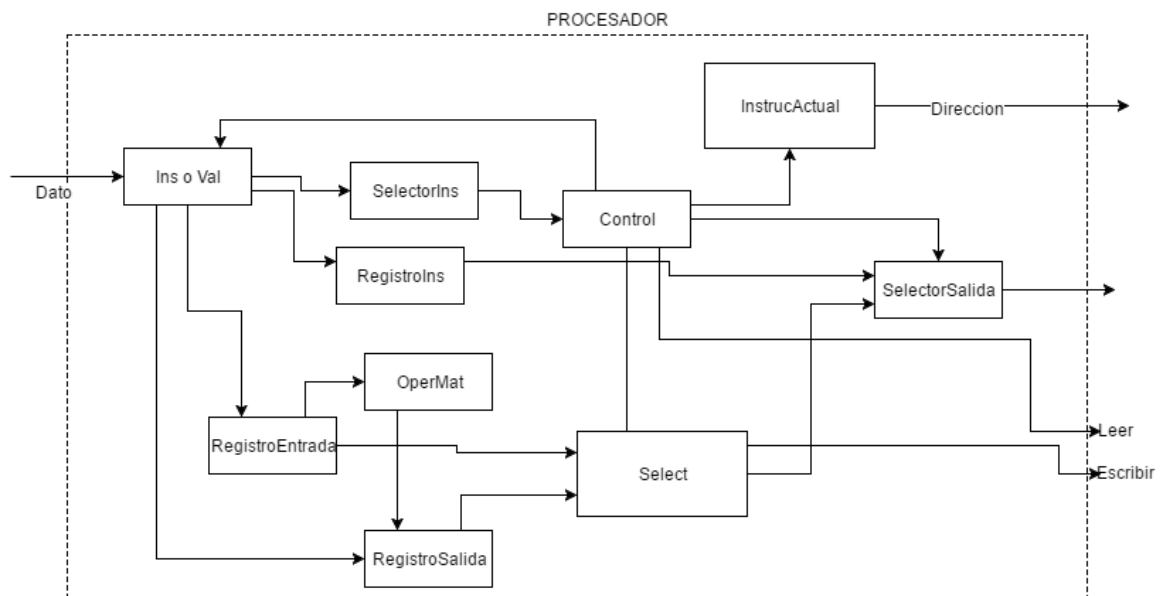 PROCESADOR
InstrucActual
Direccion
Ins o Val
Dato
SelectorIns
Control
RegistroIns
SelectorSalida
OperMat
RegistroEntrada
Leer
Select
Escribir
RegistroSalida